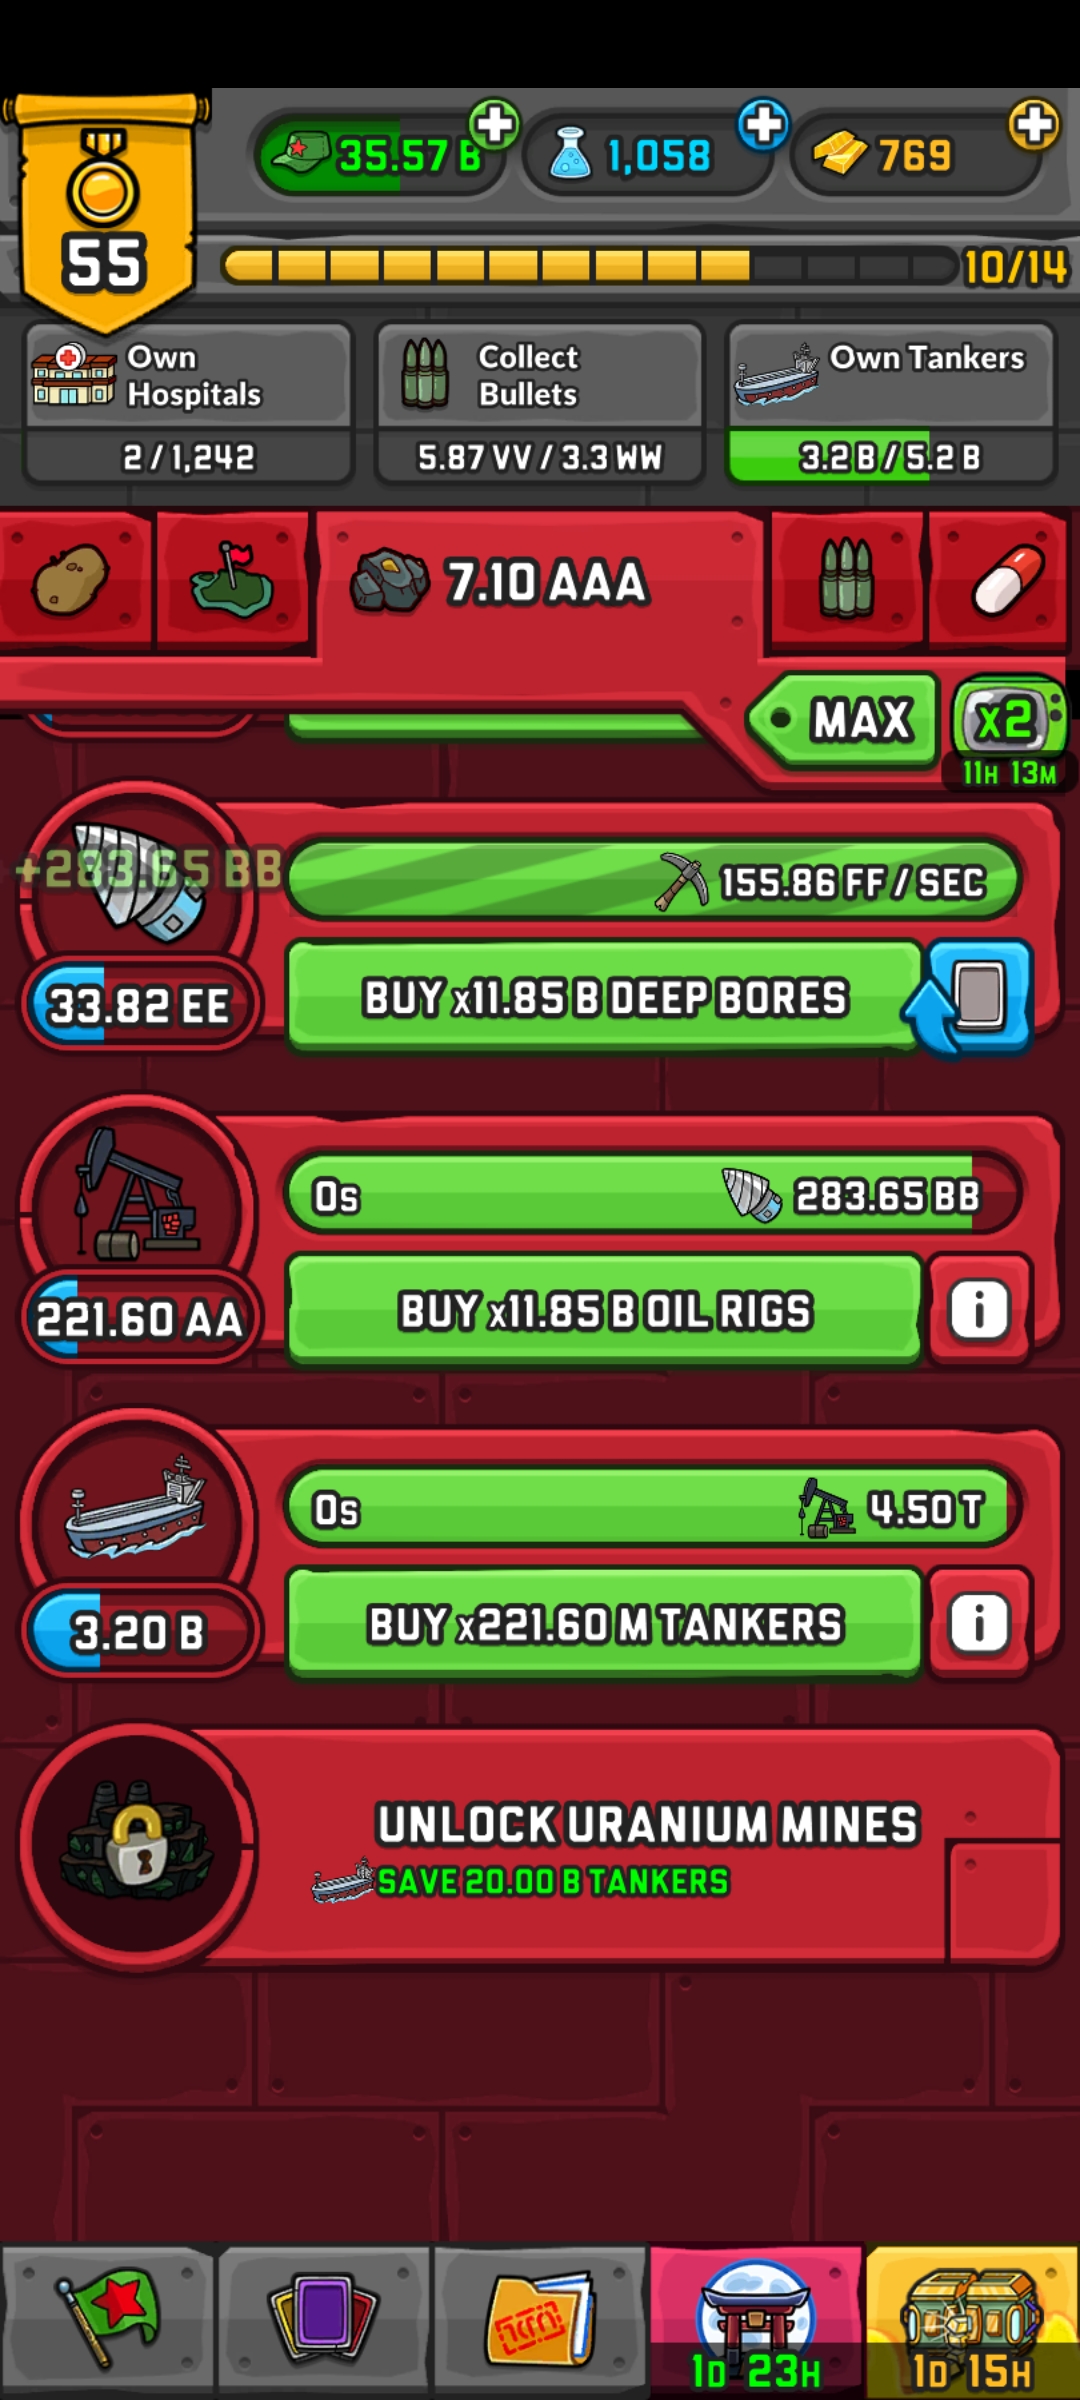 55
35.57 B
1,058
769
10/14
Own
Hospitals
2 / 1,242
Collect
Bullets
5.87 VV / 3.3 WW
Own Tankers
3.2 B / 5.2 B
7.10 AAA
MAX
x2
11H 13M
+283.65 BB
155.86 FF / SEC
33.82 EE
BUY x11.85 B DEEP BORES
0s
283.65 BB
221.60 AA
BUY x11.85 B OIL RIGS
i
0s
4.50 T
3.20 B
BUY x221.60 M TANKERS
i
UNLOCK URANIUM MINES
SAVE 20.00 B TANKERS
1D 23H
1D 15H